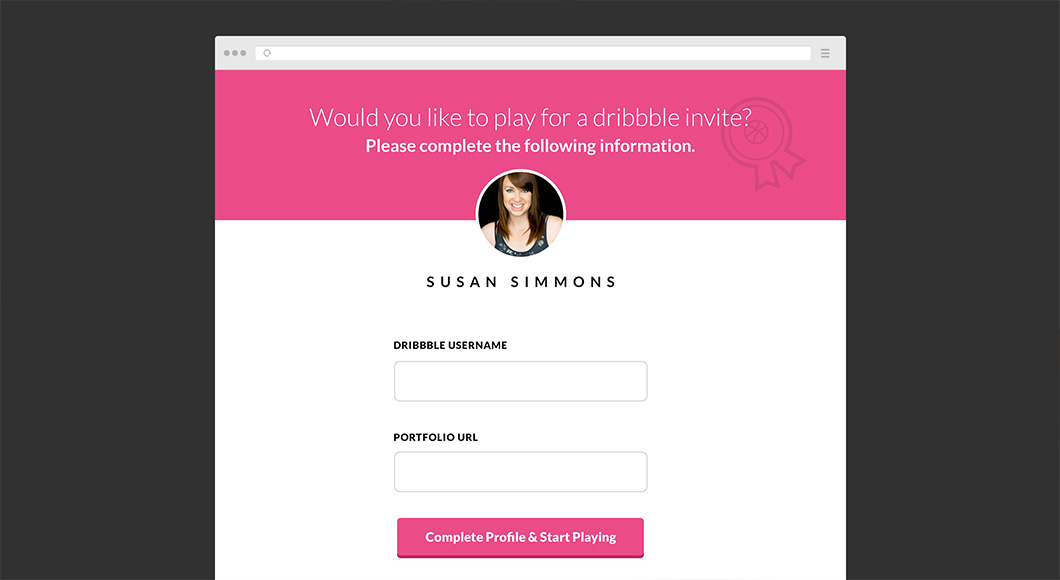 Would you like to play for a dribbble invite?
Please complete the following information.
SUSAN SIMMONS
DRIBBBLE USERNAME
PORTFOLIO URL
Complete Profile & Start Playing